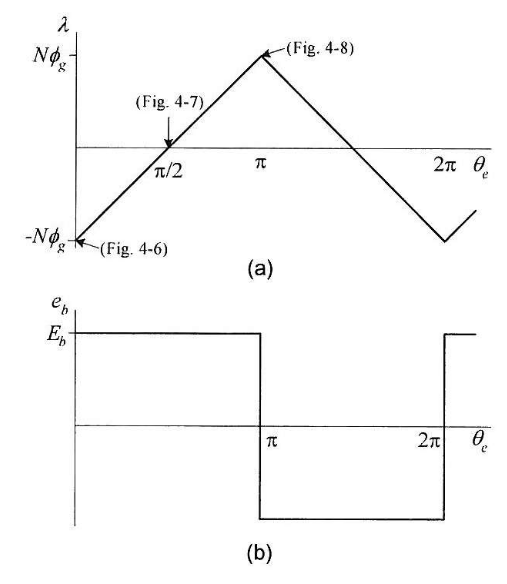 λ
Nϕg
(Fig. 4-8)
(Fig. 4-7)
π/2
π
2π
θe
-Nϕg
(Fig. 4-6)
(a)
eb
Eb
π
2π
θe
(b)